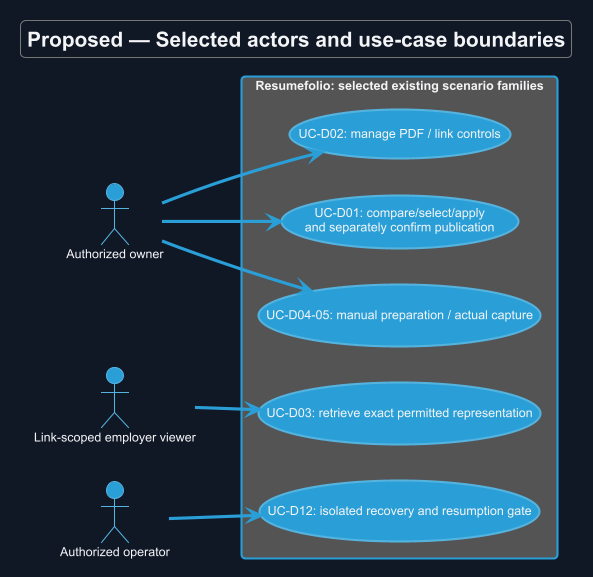 Proposed — Selected actors and use-case boundaries
Resumefolio: selected existing scenario families
UC-D02: manage PDF / link controls
UC-D01: compare/select/apply
and separately confirm publication
Authorized owner
UC-D04-05: manual preparation / actual capture
UC-D03: retrieve exact permitted representation
Link-scoped employer viewer
UC-D12: isolated recovery and resumption gate
Authorized operator